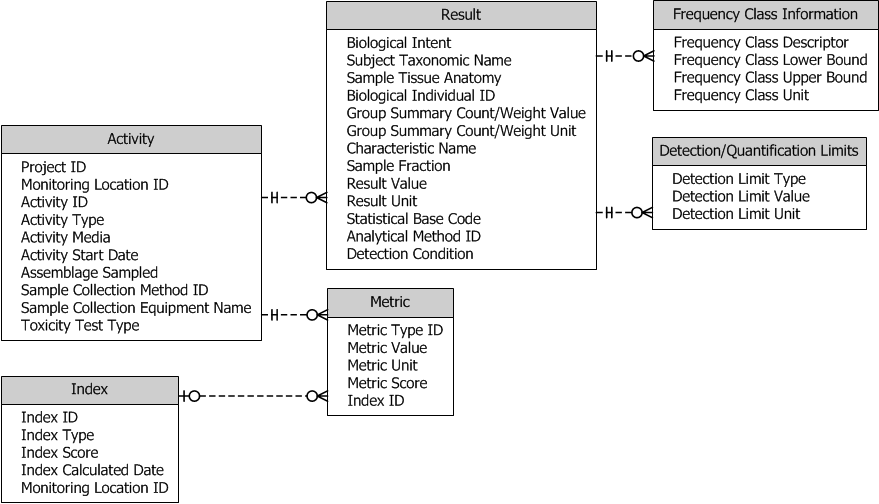 Result
Biological Intent
Subject Taxonomic Name
Sample Tissue Anatomy
Biological Individual ID
Group Summary Count/Weight Value
Group Summary Count/Weight Unit
Characteristic Name
Sample Fraction
Result Value
Result Unit
Statistical Base Code
Analytical Method ID
Detection Condition
Frequency Class Information
Frequency Class Descriptor
Frequency Class Lower Bound
Frequency Class Upper Bound
Frequency Class Unit
Activity
Project ID
Monitoring Location ID
Activity ID
Activity Type
Activity Media
Activity Start Date
Assemblage Sampled
Sample Collection Method ID
Sample Collection Equipment Name
Toxicity Test Type
Detection/Quantification Limits
Detection Limit Type
Detection Limit Value
Detection Limit Unit
Metric
Metric Type ID
Metric Value
Metric Unit
Metric Score
Index ID
Index
Index ID
Index Type
Index Score
Index Calculated Date
Monitoring Location ID